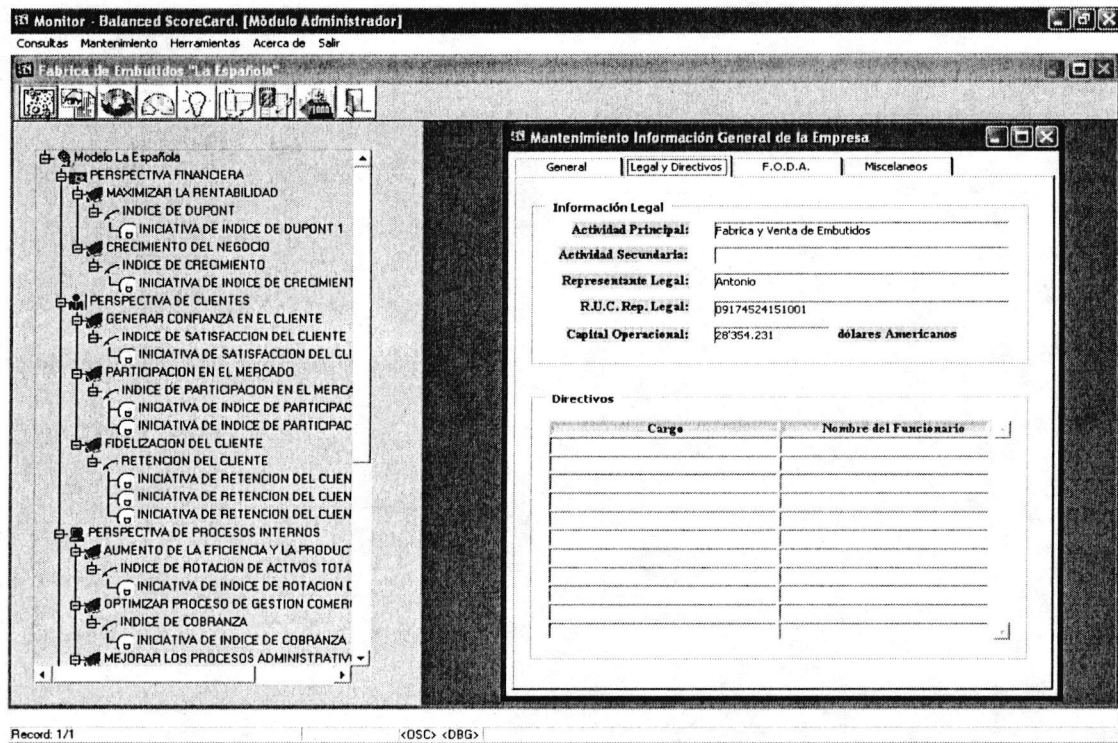 Monitor - Balanced ScoreCard. [Módulo Administrador]
Consultas Mantenimiento Herramientas Acerca de Salir
Fabrica de Embutidos "La Española"
Modelo La Española
PERSPECTIVA FINANCIERA
MAXIMIZAR LA RENTABILIDAD
INDICE DE DUPONT
INICIATIVA DE INDICE DE DUPONT 1
CRECIMIENTO DEL NEGOCIO
INDICE DE CRECIMIENTO
INICIATIVA DE INDICE DE CRECIMIENT
PERSPECTIVA DE CLIENTES
GENERAR CONFIANZA EN EL CLIENTE
INDICE DE SATISFACCION DEL CLIENTE
INICIATIVA DE SATISFACCION DEL CLI
PARTICIPACION EN EL MERCADO
INDICE DE PARTICIPACION EN EL MERCA
INICIATIVA DE INDICE DE PARTICIPAC
INICIATIVA DE INDICE DE PARTICIPAC
FIDELIZACION DEL CLIENTE
RETENCION DEL CLIENTE
INICIATIVA DE RETENCION DEL CLIEN
INICIATIVA DE RETENCION DEL CLIEN
INICIATIVA DE RETENCION DEL CLIEN
PERSPECTIVA DE PROCESOS INTERNOS
AUMENTO DE LA EFICIENCIA Y LA PRODUC
INDICE DE ROTACION DE ACTIVOS TOTA
INICIATIVA DE INDICE DE ROTACION D
OPTIMIZAR PROCESO DE GESTION COMER
INDICE DE COBRANZA
INICIATIVA DE INDICE DE COBRANZA
MEJORAR LOS PROCESOS ADMINISTRATIV
Mantenimiento Información General de la Empresa
General Legal y Directivos F.O.D.A. Miscelaneos
Información Legal
Actividad Principal: Fabrica y Venta de Embutidos
Actividad Secundaria:
Representante Legal: Antonio
R.U.C. Rep. Legal: 09174524151001
Capital Operacional: 28'354.231 dólares Americanos
Directivos
Cargo Nombre del Funcionario
Record: 1/1 <OSC> <DBG>